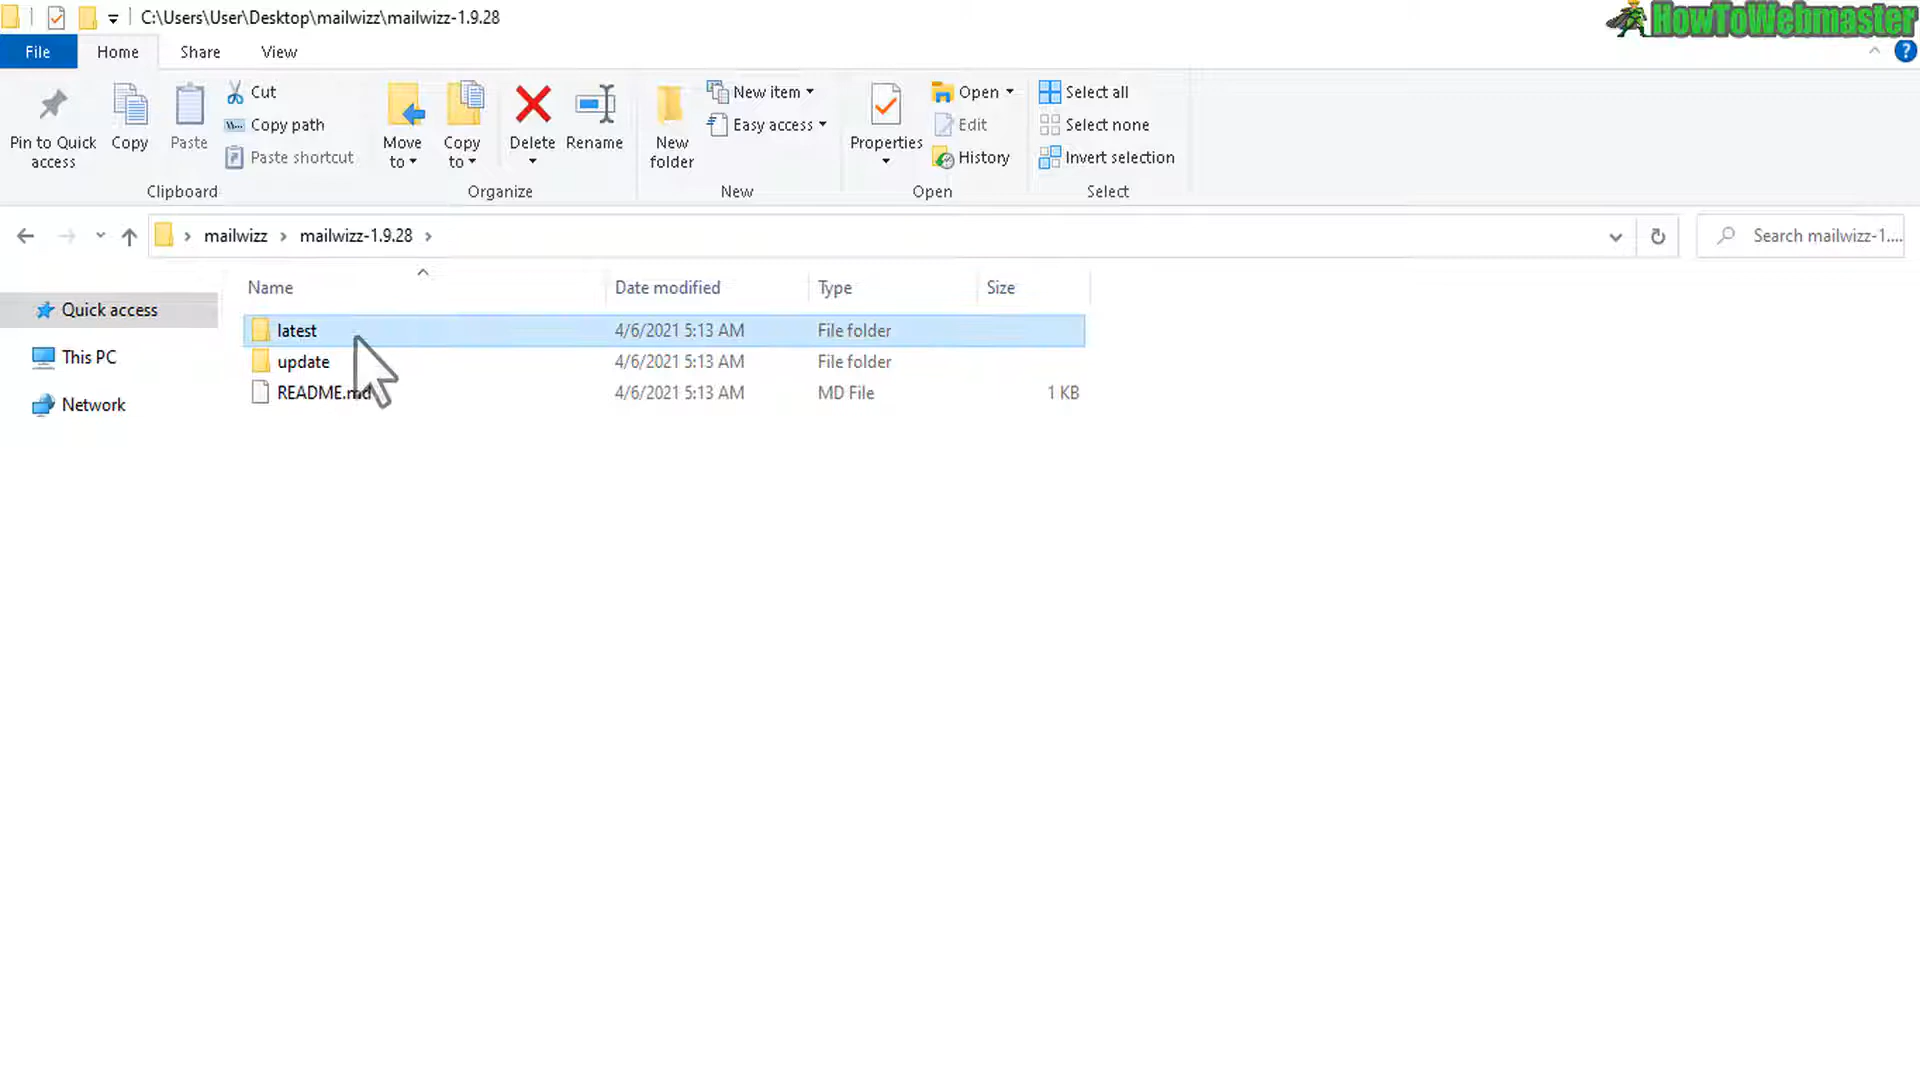 C:\Users\User\Desktop\mailwizz\mailwizz-1.9.28
HowToWebmaster
File Home Share View
Pin to Quick access
Copy
Paste
Cut
Copy path
Paste shortcut
Clipboard
Move to
Copy to
Delete
Rename
Organize
New folder
New item
Easy access
New
Properties
Open
Edit
History
Open
Select all
Select none
Invert selection
Select
mailwizz mailwizz-1.9.28
Search mailwizz-1....
Quick access
This PC
Network
Name Date modified Type Size
latest 4/6/2021 5:13 AM File folder
update 4/6/2021 5:13 AM File folder
README.md 4/6/2021 5:13 AM MD File 1 KB